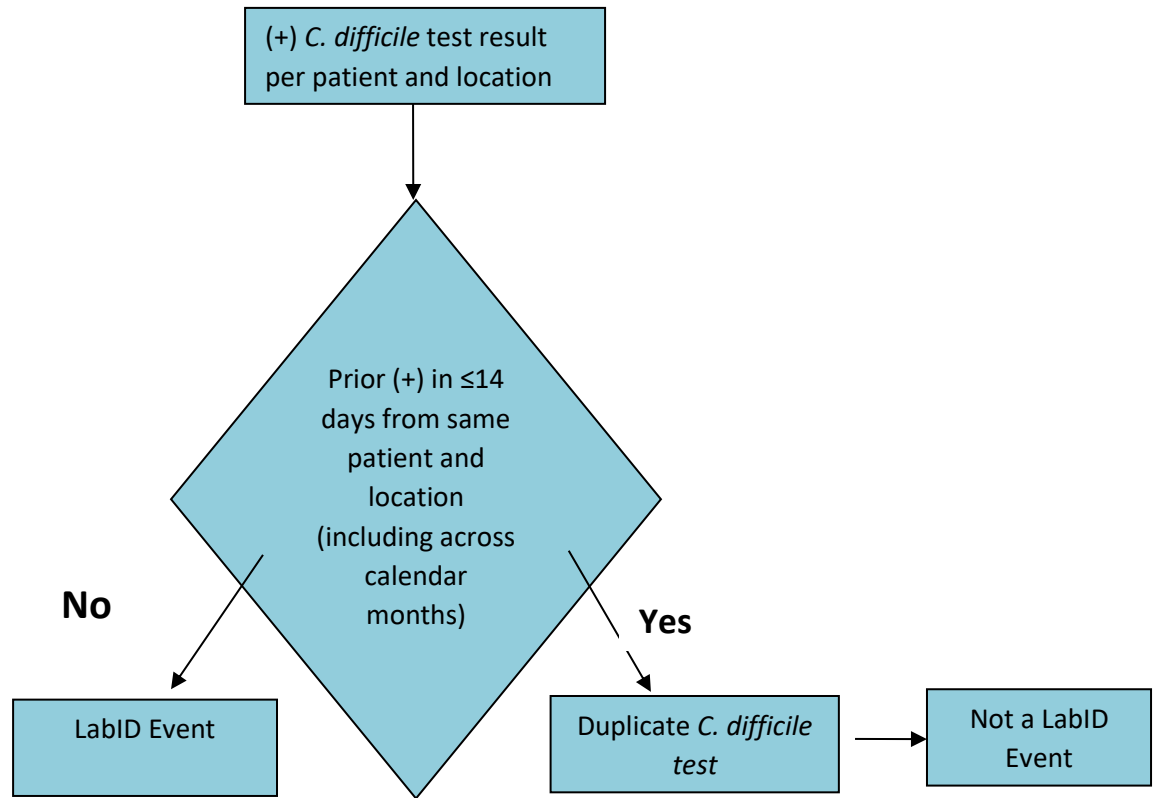 (+) C. difficile test result
per patient and location
Prior (+) in ≤14
days from same
patient and
location
(including across
calendar
months)
No
Yes
LabID Event
Duplicate C. difficile
test
Not a LabID
Event